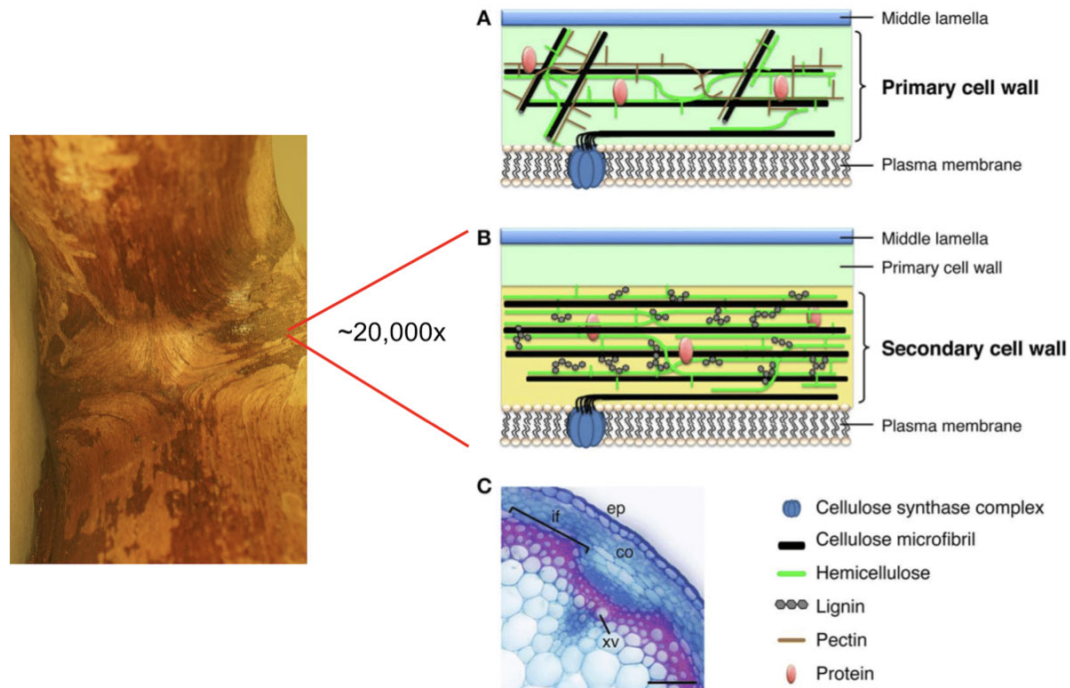 A
Middle lamella
Primary cell wall
Plasma membrane
B
Middle lamella
Primary cell wall
~20,000x
Secondary cell wall
Plasma membrane
C
ep
if
co
xv
Cellulose synthase complex
Cellulose microfibril
Hemicellulose
Lignin
Pectin
Protein